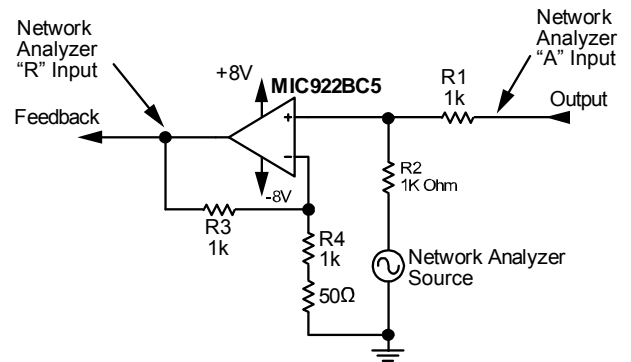 Network
Analyzer
“R” Input
Network
Analyzer
“A” Input
+8V
MIC922BC5
R1
1k
Output
Feedback
+
−
R2
1K Ohm
-8V
R3
1k
R4
1k
50Ω
Network Analyzer
Source